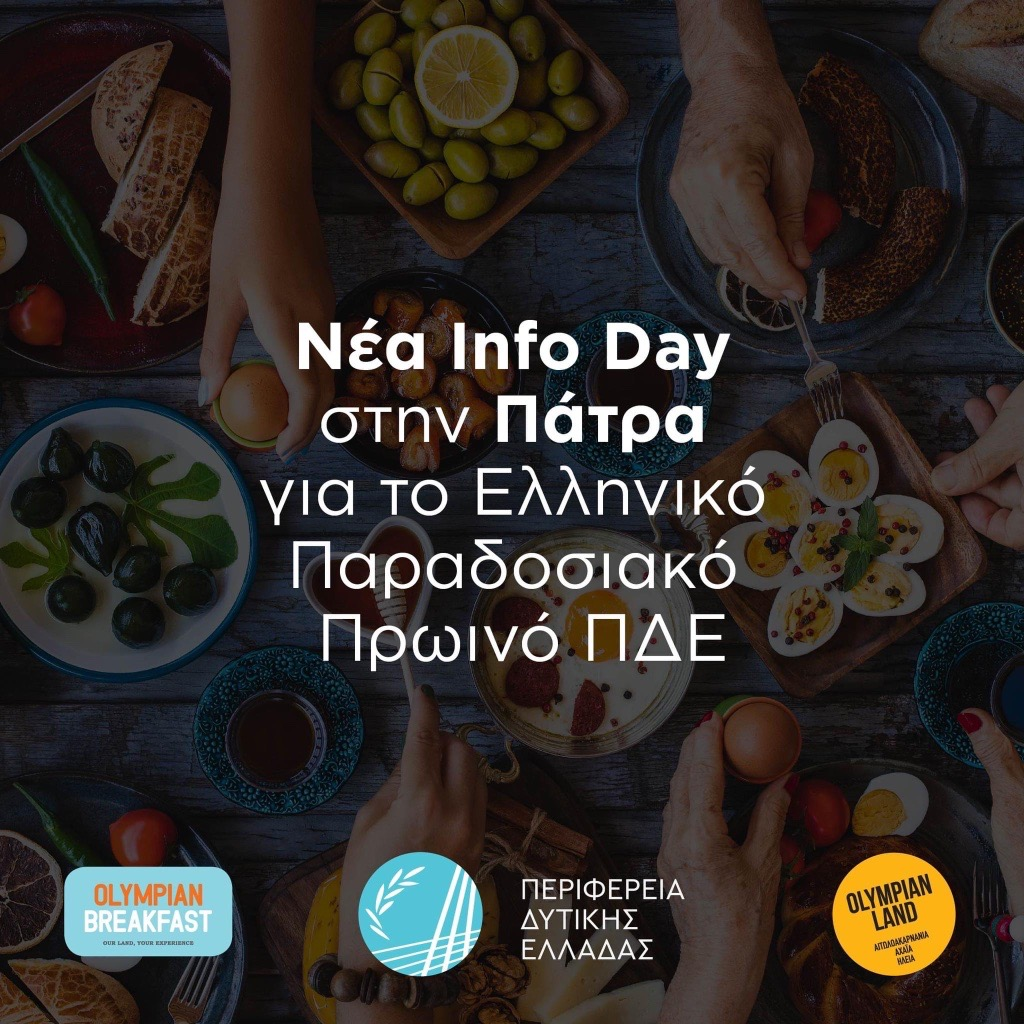 Νέα Info Day
στην Πάτρα
για το Ελληνικό
Παραδοσιακό
Πρωινό ΠΔΕ
OLYMPIAN
BREAKFAST
OUR LAND, YOUR EXPERIENCE
ΠΕΡΙΦΕΡΕΙΑ
ΔΥΤΙΚΗΣ
ΕΛΛΑΔΑΣ
OLYMPIAN
LAND
ΑΙΤΩΛΟΑΚΑΡΝΑΝΙΑ
ΑΧΑΪΑ
ΗΛΕΙΑ